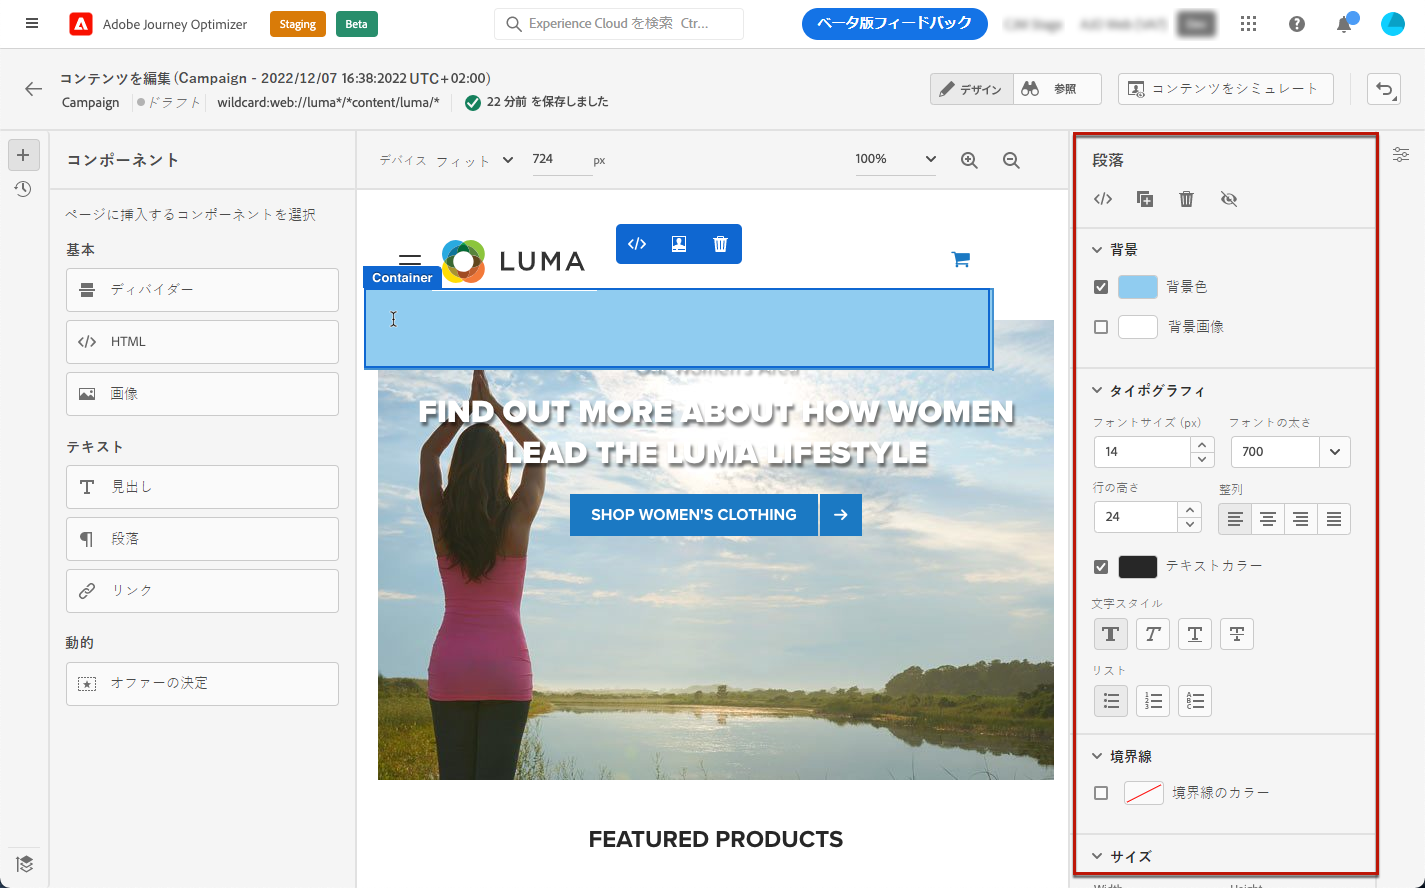 Adobe Journey Optimizer
Staging
Beta
Experience Cloud を検索 Ctr...
ベータ版フィードバック
コンテンツを編集 (Campaign - 2022/12/07 16:38:2022 UTC+02:00)
Campaign
ドラフト
wildcard:web://luma*/*content/luma/*
22 分前 を保存しました
デザイン
参照
コンテンツをシミュレート
コンポーネント
ページに挿入するコンポーネントを選択
基本
ディバイダー
</> HTML
画像
テキスト
見出し
段落
リンク
動的
オファーの決定
デバイス フィット
724
px
100%
LUMA
</>
Container
Our Women's Area
FIND OUT MORE ABOUT HOW WOMEN
LEAD THE LUMA LIFESTYLE
SHOP WOMEN'S CLOTHING
FEATURED PRODUCTS
段落
</>
背景
背景色
背景画像
タイポグラフィ
フォントサイズ (px)
フォントの太さ
14
700
行の高さ
整列
24
テキストカラー
文字スタイル
T T T T
リスト
境界線
境界線のカラー
サイズ
Width
Height